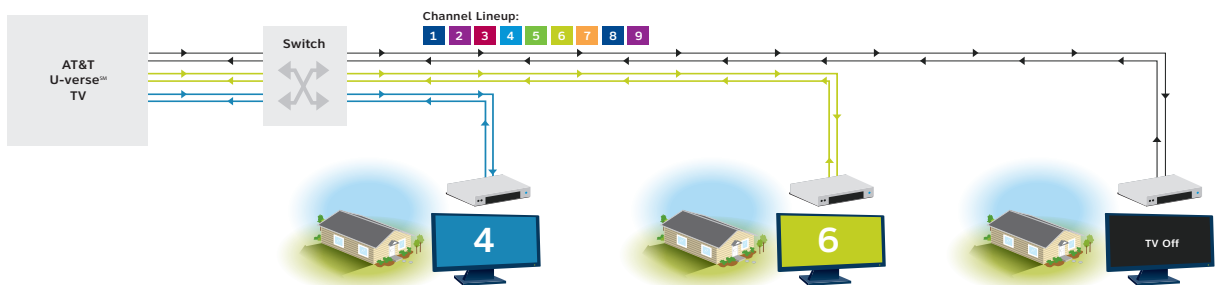 Channel Lineup:
1 2 3 4 5 6 7 8 9
AT&T
U-verse℠
TV
Switch
4
6
TV Off